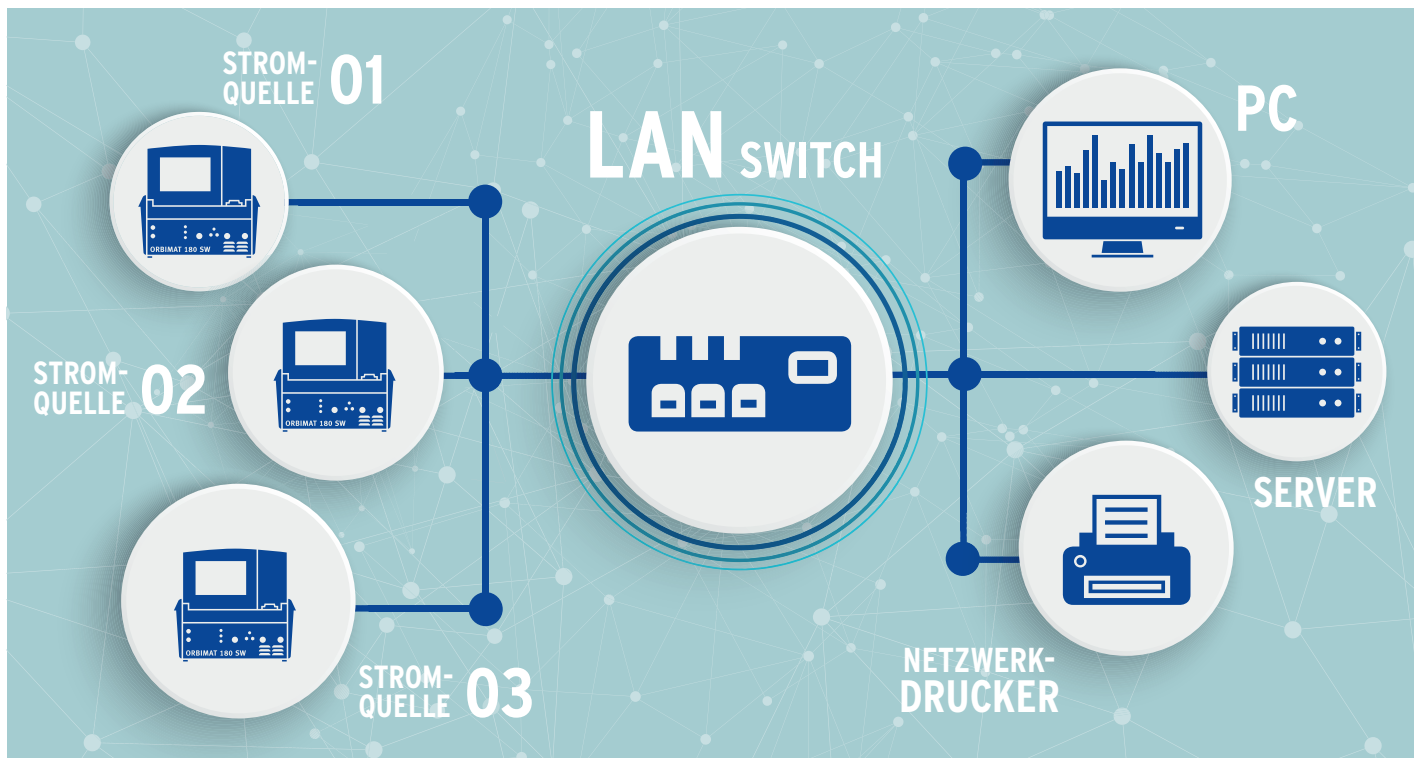 STROM-
QUELLE 01
ORBIMAT 180 SW
LAN SWITCH
PC
STROM-
QUELLE 02
ORBIMAT 180 SW
SERVER
STROM-
QUELLE 03
ORBIMAT 180 SW
NETZWERK-
DRUCKER